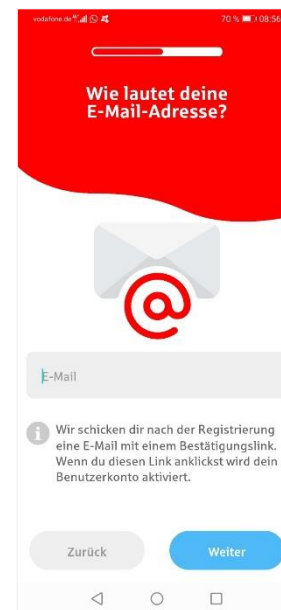 vodafone.de 70 % 08:56
Wie lautet deine
E-Mail-Adresse?
@
E-Mail
i
Wir schicken dir nach der Registrierung
eine E-Mail mit einem Bestätigungslink.
Wenn du diesen Link anklickst wird dein
Benutzerkonto aktiviert.
Zurück Weiter